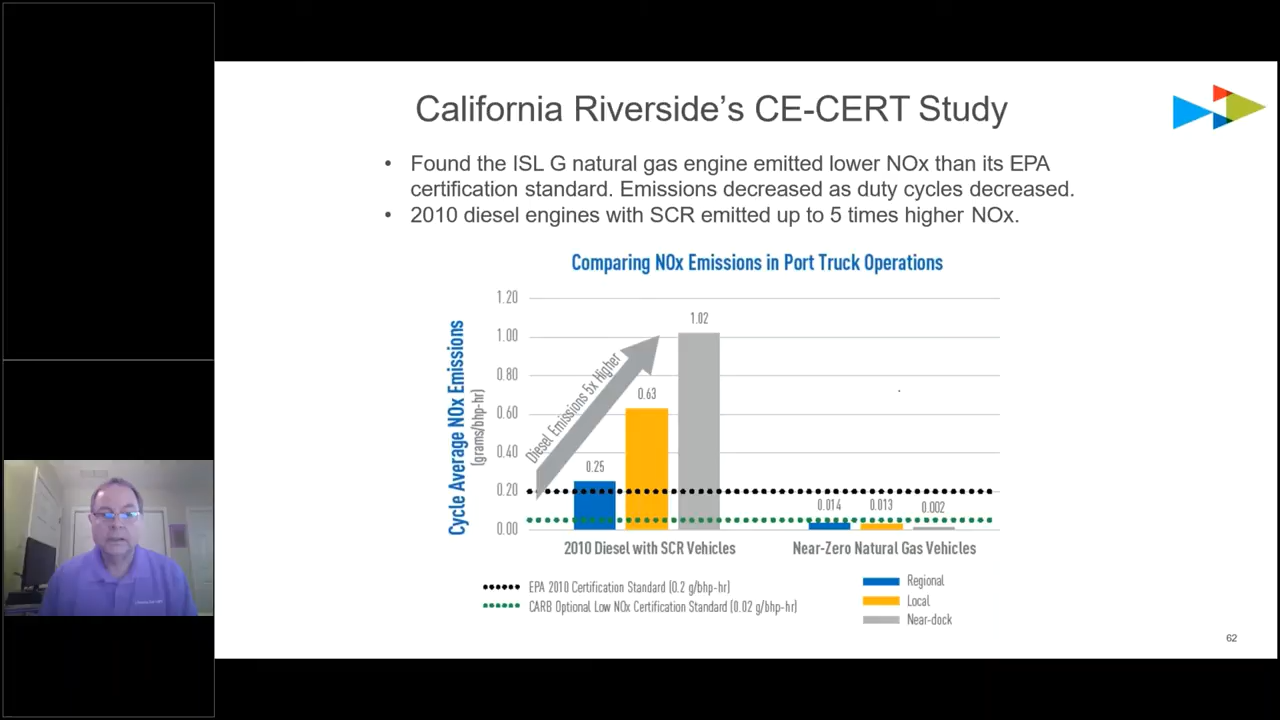 California Riverside's CE-CERT Study
• Found the ISL G natural gas engine emitted lower NOx than its EPA
certification standard. Emissions decreased as duty cycles decreased.
• 2010 diesel engines with SCR emitted up to 5 times higher NOx.
Comparing NOx Emissions in Port Truck Operations
Cycle Average NOx Emissions
(grams/bhp-hr)
1.20
1.00
0.80
0.60
0.40
0.20
0.00
Diesel Emissions 5x Higher
0.25
0.63
1.02
0.014
0.013
0.002
2010 Diesel with SCR Vehicles
Near-Zero Natural Gas Vehicles
EPA 2010 Certification Standard (0.2 g/bhp-hr)
CARB Optional Low NOx Certification Standard (0.02 g/bhp-hr)
Regional
Local
Near-dock
62